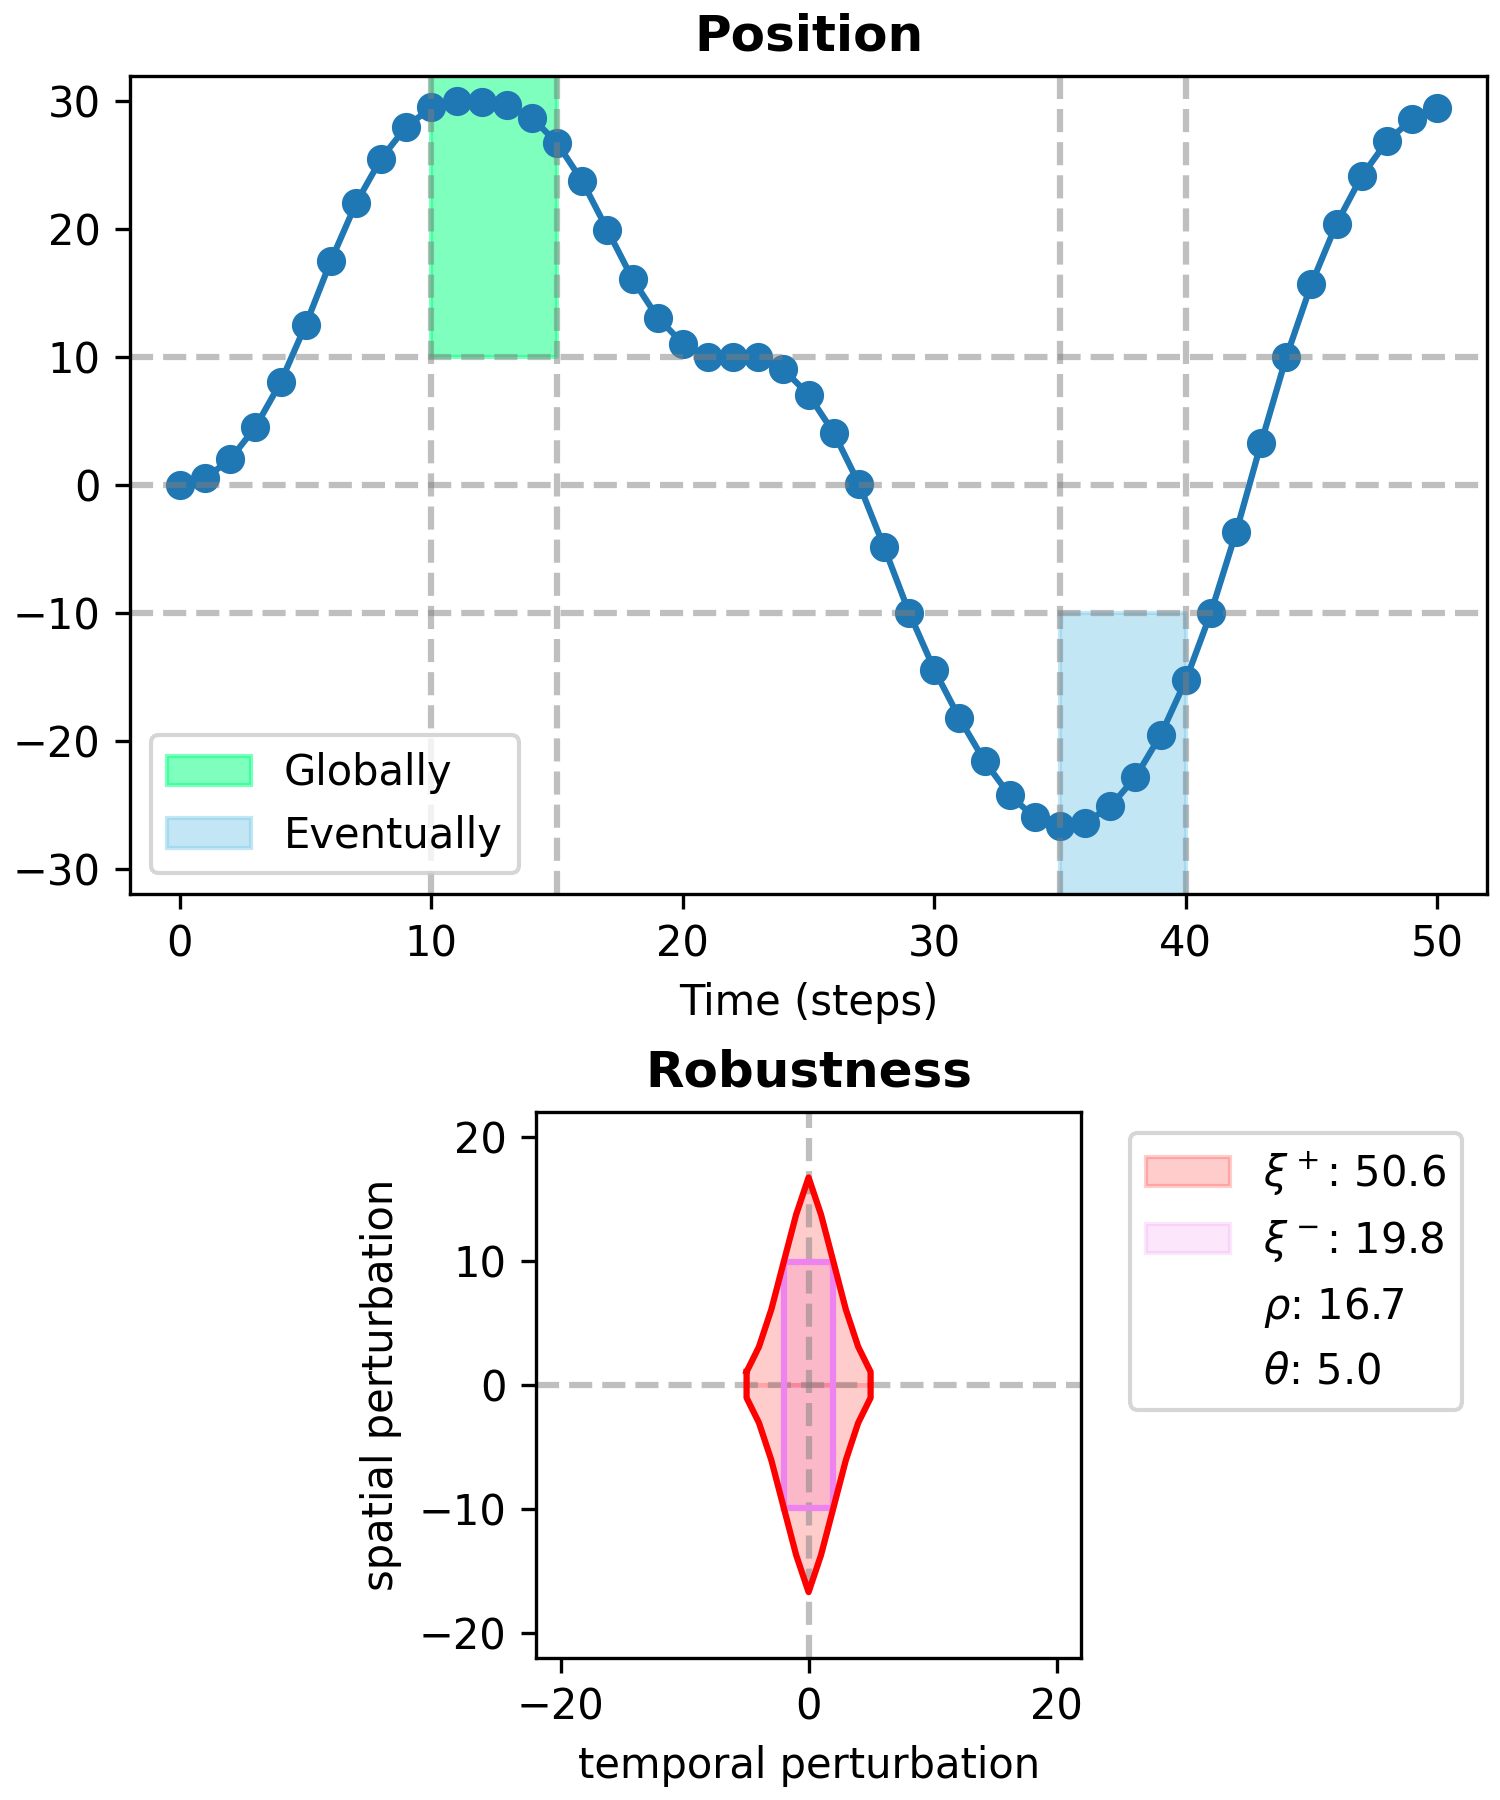 Position
30
20
10
0
−10
−20
−30
Globally
Eventually
0 10 20 30 40 50
Time (steps)
Robustness
spatial perturbation
20
10
0
−10
−20
−20 0 20
temporal perturbation
ξ⁺: 50.6
ξ⁻: 19.8
ρ: 16.7
θ: 5.0